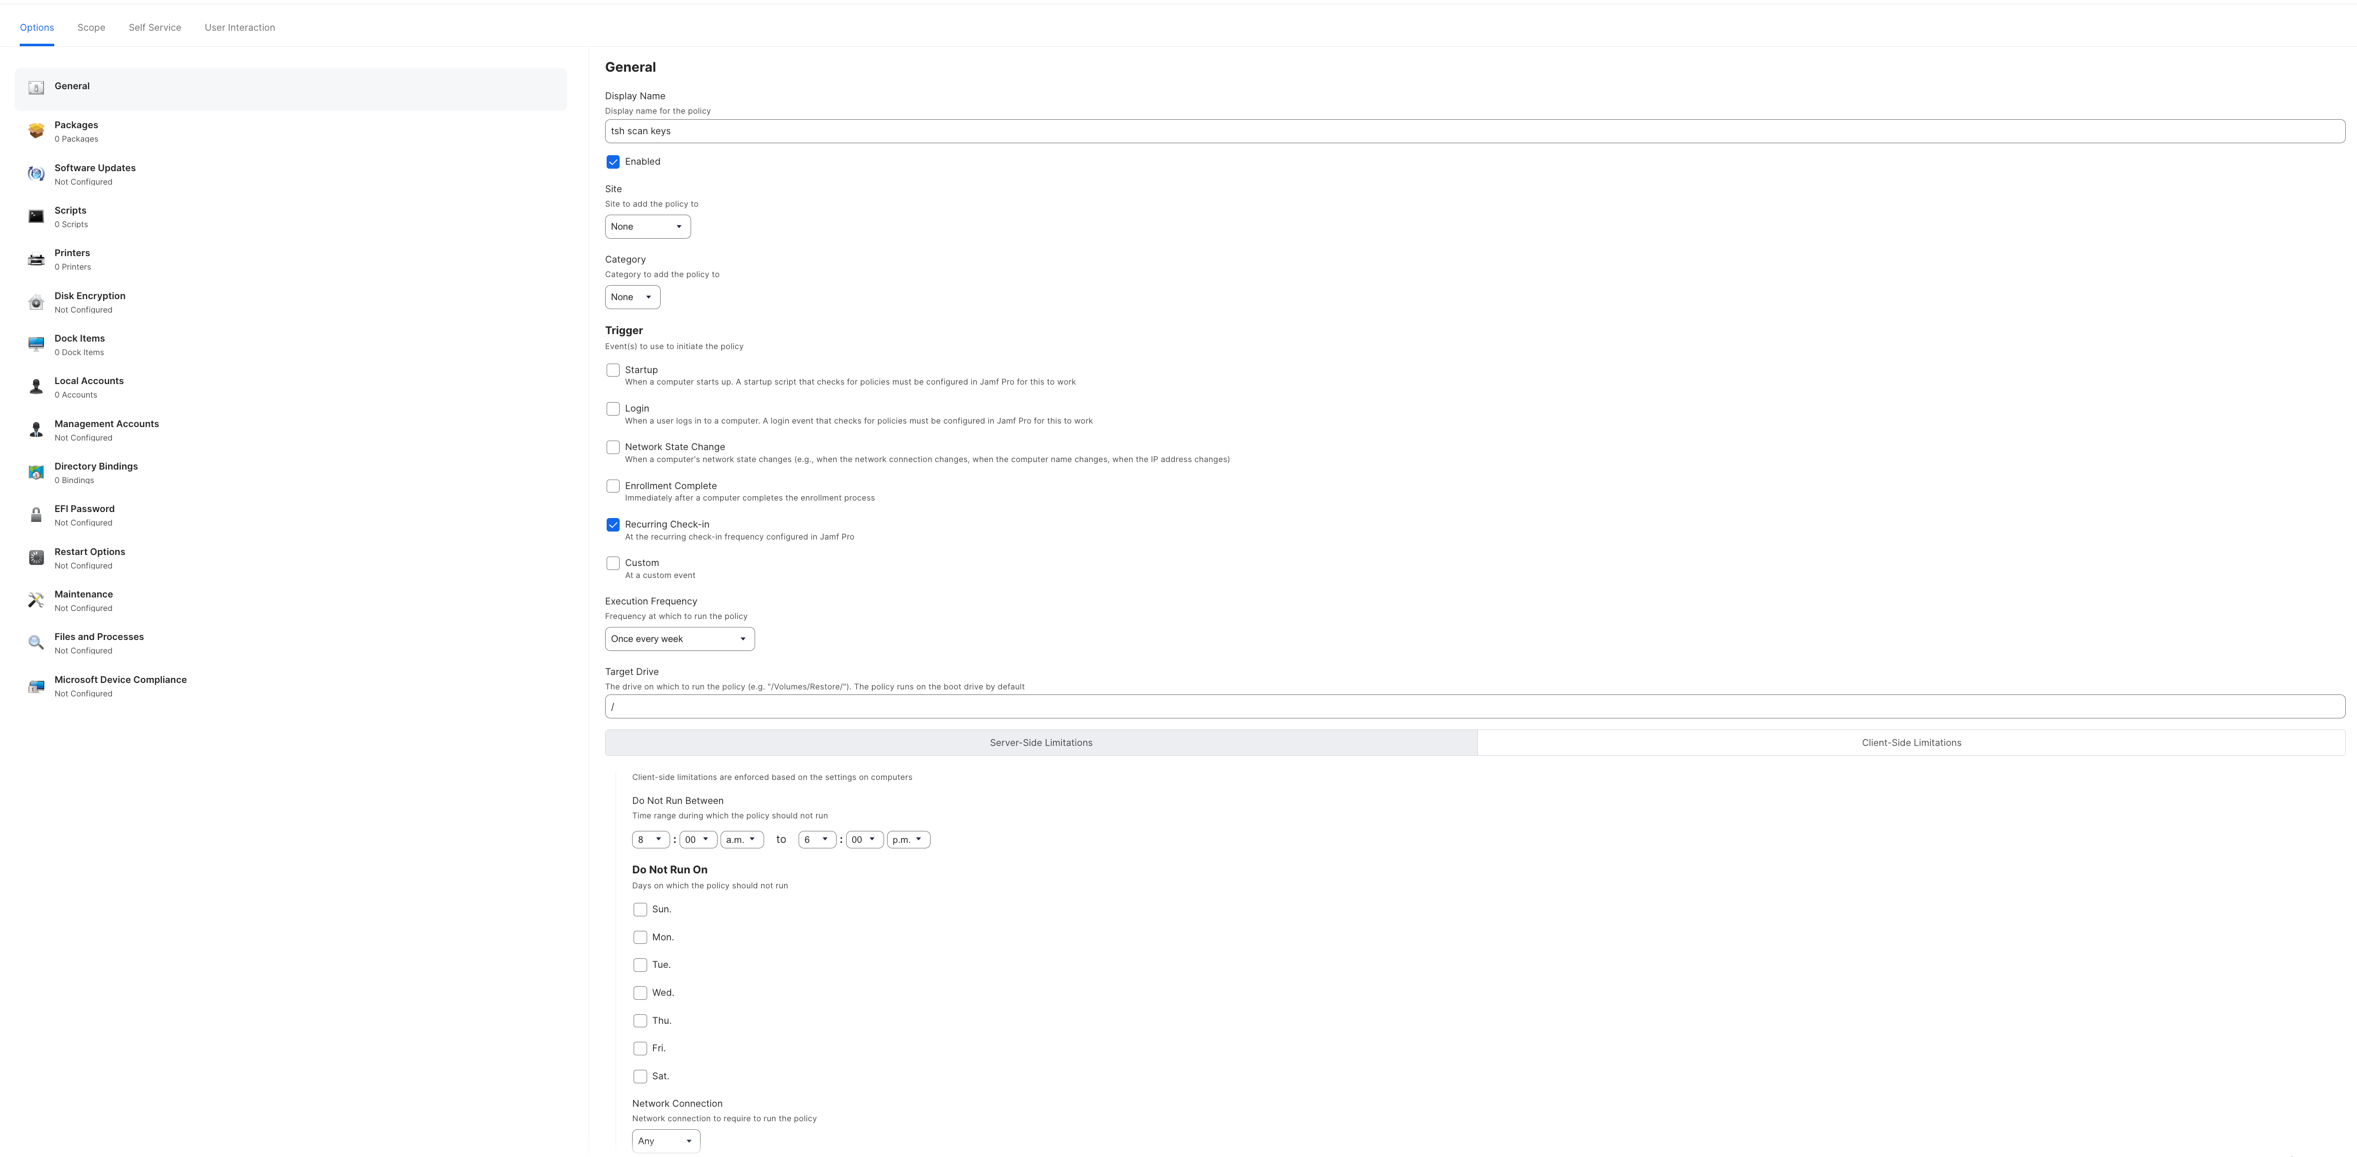 Options Scope Self Service User Interaction
General
Packages
0 Packages
Software Updates
Not Configured
Scripts
0 Scripts
Printers
0 Printers
Disk Encryption
Not Configured
Dock Items
0 Dock Items
Local Accounts
0 Accounts
Management Accounts
Not Configured
Directory Bindings
0 Bindings
EFI Password
Not Configured
Restart Options
Not Configured
Maintenance
Not Configured
Files and Processes
Not Configured
Microsoft Device Compliance
Not Configured
General
Display Name
Display name for the policy
tsh scan keys
Enabled
Site
Site to add the policy to
None
Category
Category to add the policy to
None
Trigger
Event(s) to use to initiate the policy
Startup
When a computer starts up. A startup script that checks for policies must be configured in Jamf Pro for this to work
Login
When a user logs in to a computer. A login event that checks for policies must be configured in Jamf Pro for this to work
Network State Change
When a computer's network state changes (e.g., when the network connection changes, when the computer name changes, when the IP address changes)
Enrollment Complete
Immediately after a computer completes the enrollment process
Recurring Check-in
At the recurring check-in frequency configured in Jamf Pro
Custom
At a custom event
Execution Frequency
Frequency at which to run the policy
Once every week
Target Drive
The drive on which to run the policy (e.g. "/Volumes/Restore/"). The policy runs on the boot drive by default
/
Server-Side Limitations Client-Side Limitations
Client-side limitations are enforced based on the settings on computers
Do Not Run Between
Time range during which the policy should not run
8 : 00 a.m. to 6 : 00 p.m.
Do Not Run On
Days on which the policy should not run
Sun.
Mon.
Tue.
Wed.
Thu.
Fri.
Sat.
Network Connection
Network connection to require to run the policy
Any